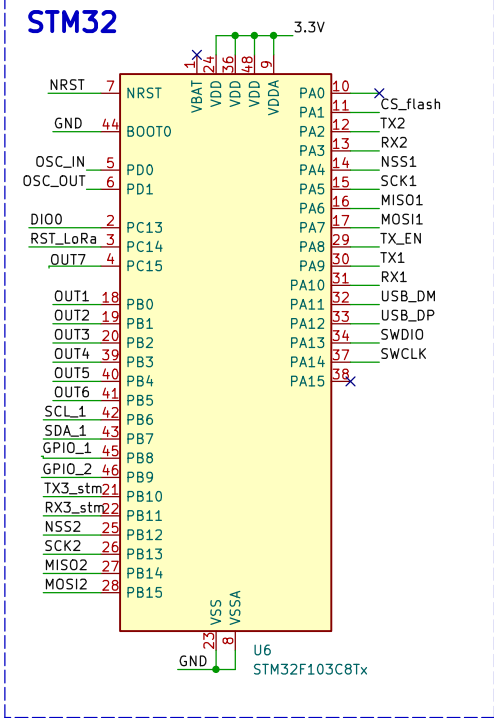 STM32
3.3V
1 24 36 48 9
VBAT VDD VDD VDD VDDA
NRST 7 NRST PA0 10
PA1 11 CS_flash
GND 44 BOOT0 PA2 12 TX2
PA3 13 RX2
OSC_IN 5 PD0 PA4 14 NSS1
OSC_OUT 6 PD1 PA5 15 SCK1
PA6 16 MISO1
DIO0 2 PC13 PA7 17 MOSI1
RST_LoRa 3 PC14 PA8 29 TX_EN
OUT7 4 PC15 PA9 30 TX1
PA10 31 RX1
OUT1 18 PB0 PA11 32 USB_DM
OUT2 19 PB1 PA12 33 USB_DP
OUT3 20 PB2 PA13 34 SWDIO
OUT4 39 PB3 PA14 37 SWCLK
OUT5 40 PB4 PA15 38
OUT6 41 PB5
SCL_1 42 PB6
SDA_1 43 PB7
GPIO_1 45 PB8
GPIO_2 46 PB9
TX3_stm 21 PB10
RX3_stm 22 PB11
NSS2 25 PB12
SCK2 26 PB13
MISO2 27 PB14
MOSI2 28 PB15
VSS VSSA
23 8
GND
U6
STM32F103C8Tx